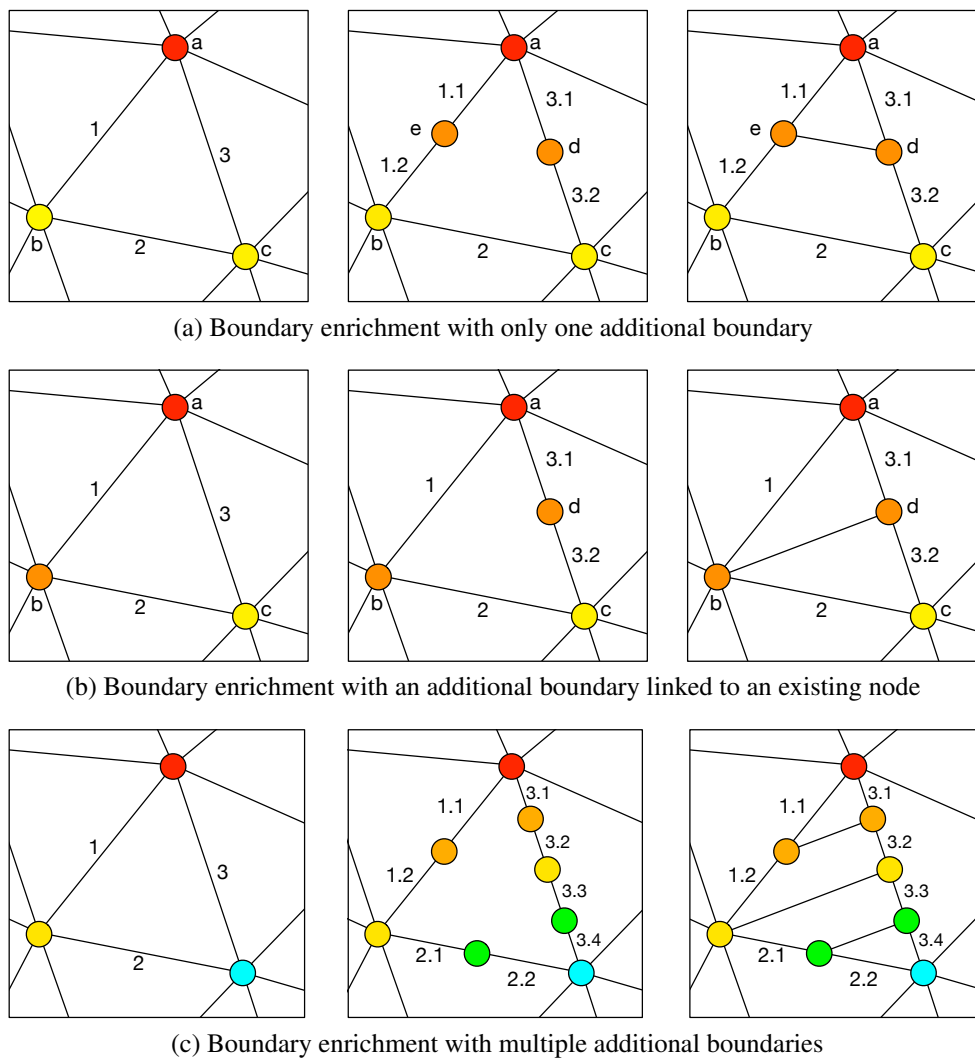 a a a
1.1 3.1 1.1 3.1
1 e d e d
3 1.2 3.2 1.2 3.2
b 2 c b 2 c b 2 c
(a) Boundary enrichment with only one additional boundary
a a a
3.1 3.1
1 3 1 d 1 d
3.2 3.2
b 2 c b 2 c b 2 c
(b) Boundary enrichment with an additional boundary linked to an existing node
1.1 3.1 1.1 3.1
1 3.2 3.2
3 1.2 3.3 1.2 3.3
2 2.1 3.4 2.1 3.4
2.2 2.2
(c) Boundary enrichment with multiple additional boundaries